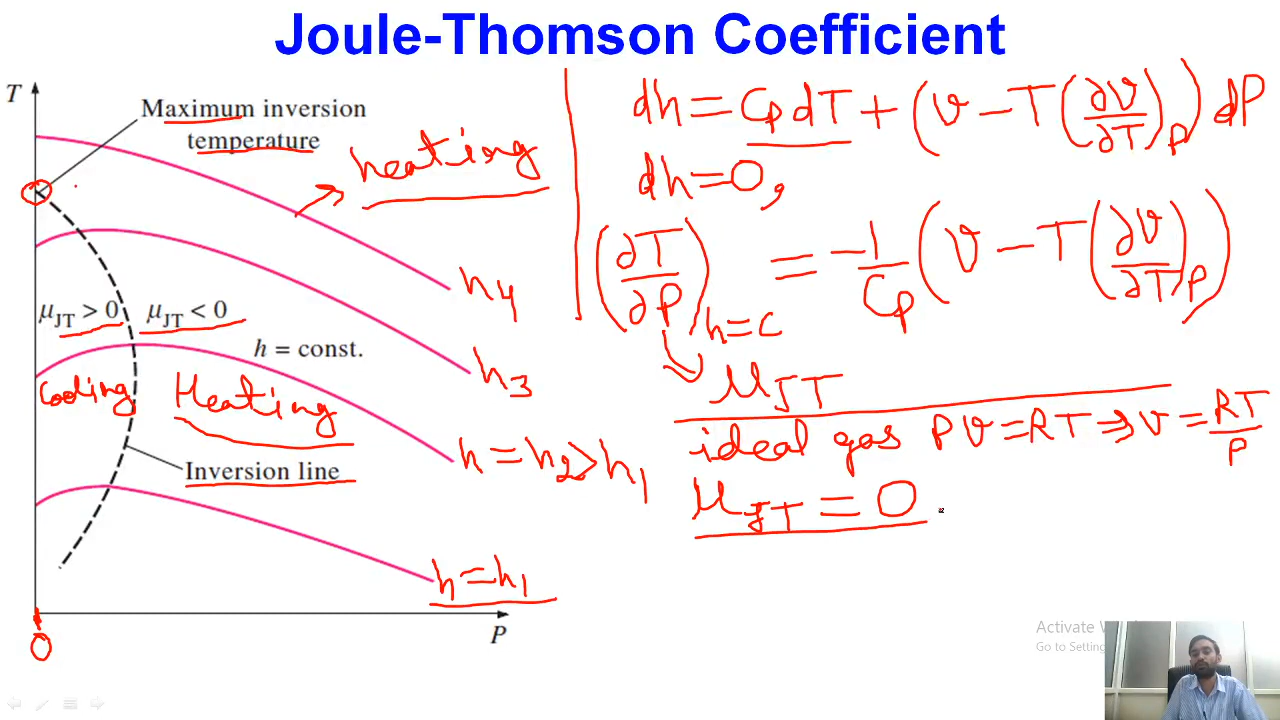 Joule-Thomson Coefficient
T
Maximum inversion
temperature
heating
h4
μJT > 0 μJT < 0
h = const.
h3
Cooling Heating
h = h2 > h1
Inversion line
h = h1
P
0
dh = CP dT + (v − T (∂v/∂T)P) dP
dh = 0,
(∂T/∂P)h=c = −1/CP (v − T (∂v/∂T)P)
μJT
ideal gas Pv = RT ⇒ v = RT/P
μJT = 0
Go to Setting